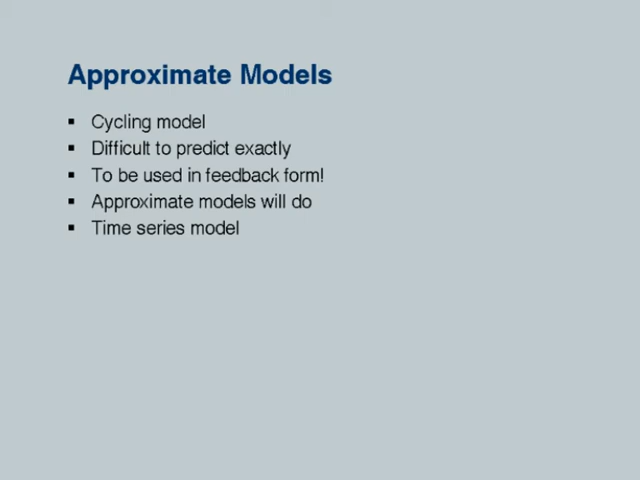 Approximate Models
▪ Cycling model
▪ Difficult to predict exactly
▪ To be used in feedback form!
▪ Approximate models will do
▪ Time series model